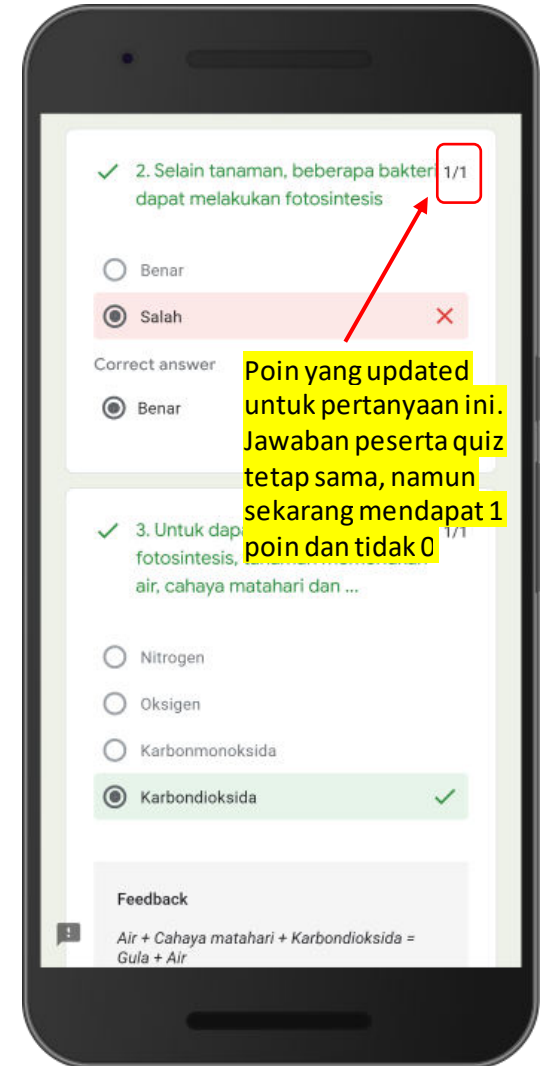 2. Selain tanaman, beberapa bakteri 1/1
dapat melakukan fotosintesis
Benar
Salah
Correct answer
Benar
Poin yang updated
untuk pertanyaan ini.
Jawaban peserta quiz
tetap sama, namun
sekarang mendapat 1
poin dan tidak 0
3. Untuk dap 1/1
fotosintesis,
air, cahaya matahari dan ...
Nitrogen
Oksigen
Karbonmonoksida
Karbondioksida
Feedback
Air + Cahaya matahari + Karbondioksida =
Gula + Air